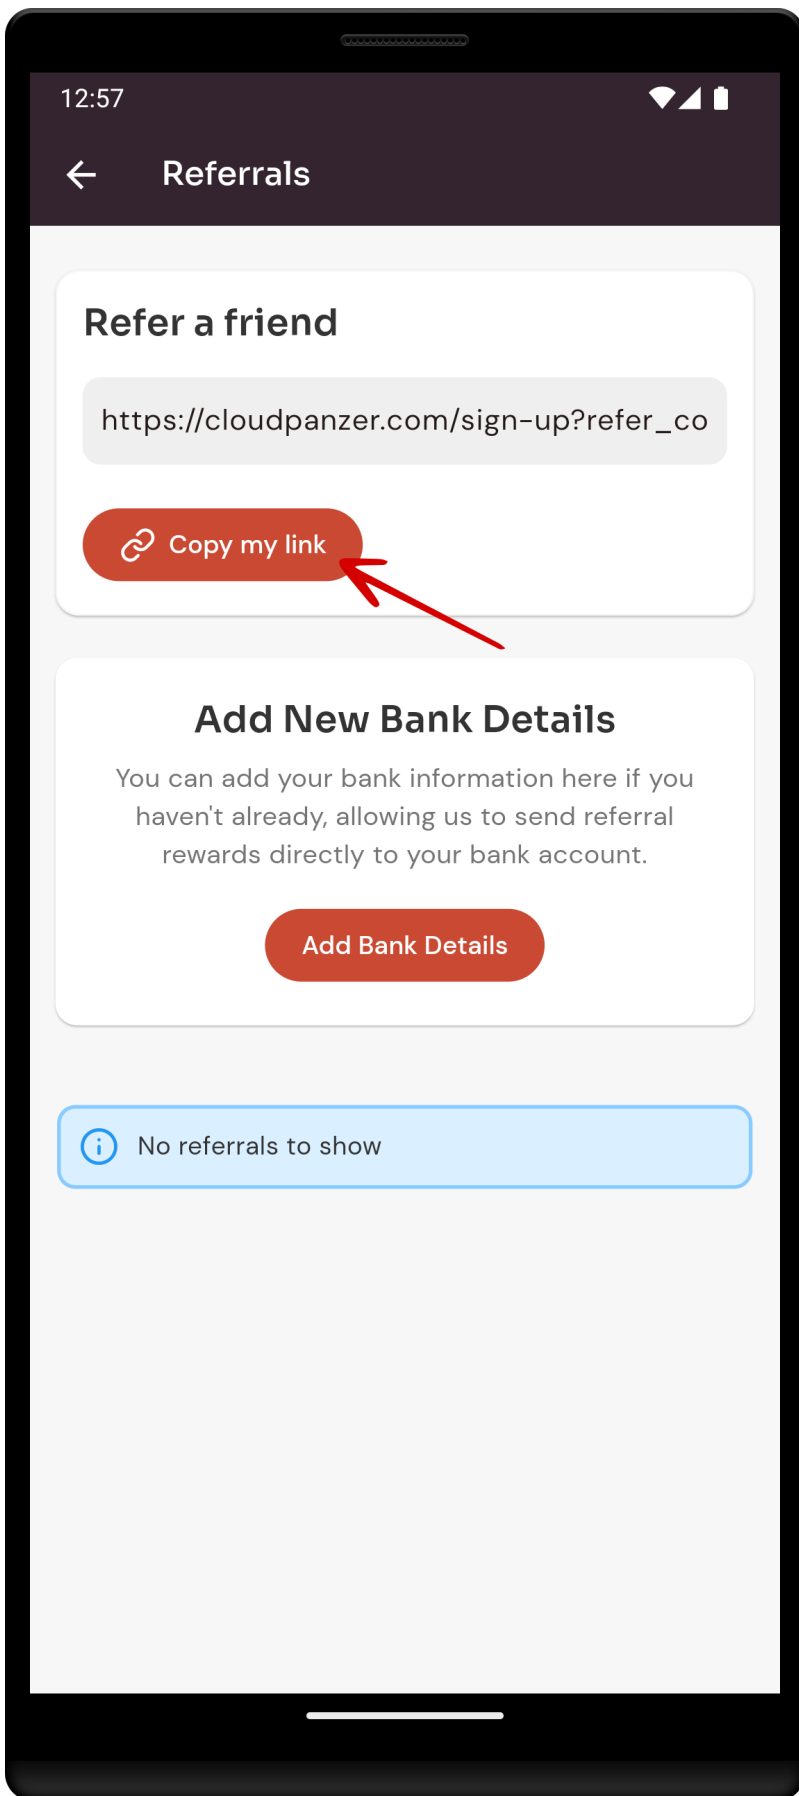 12:57
Referrals
Refer a friend
https://cloudpanzer.com/sign-up?refer_co
Copy my link
Add New Bank Details
You can add your bank information here if you
haven't already, allowing us to send referral
rewards directly to your bank account.
Add Bank Details
No referrals to show